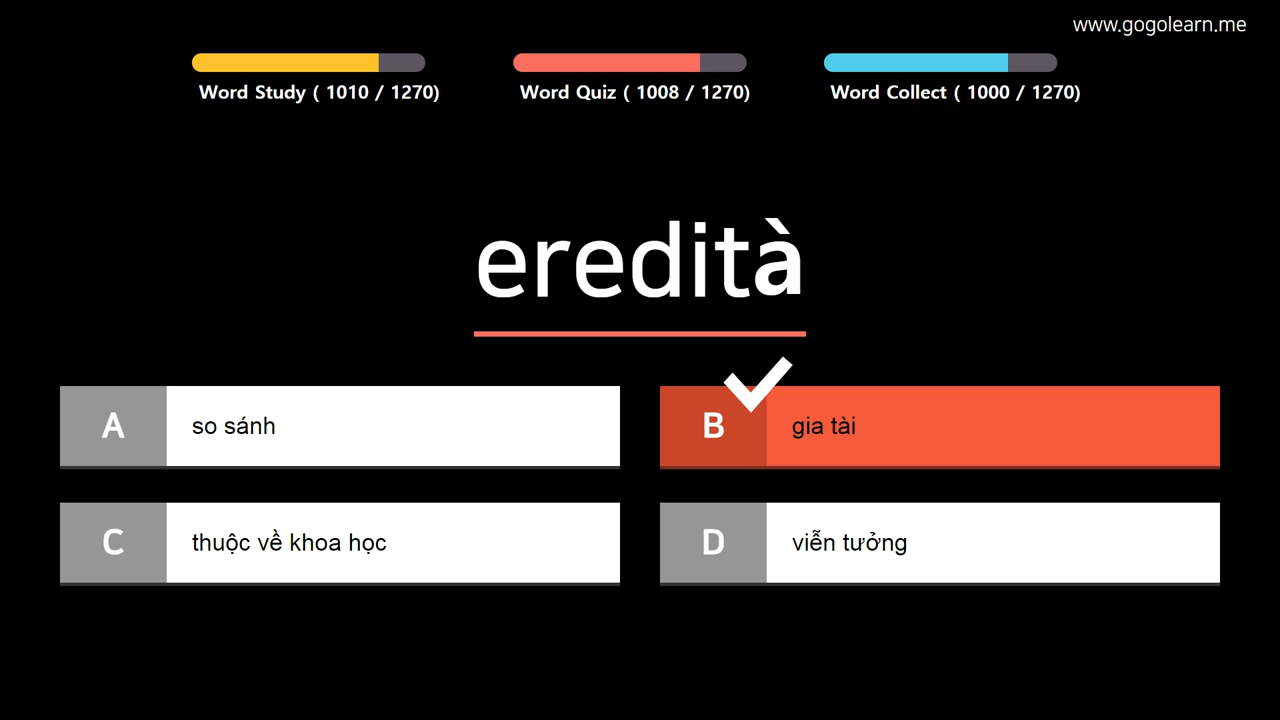 www.gogolearn.me
Word Study ( 1010 / 1270)
Word Quiz ( 1008 / 1270)
Word Collect ( 1000 / 1270)
eredità
A
so sánh
B
gia tài
C
thuộc về khoa học
D
viễn tưởng